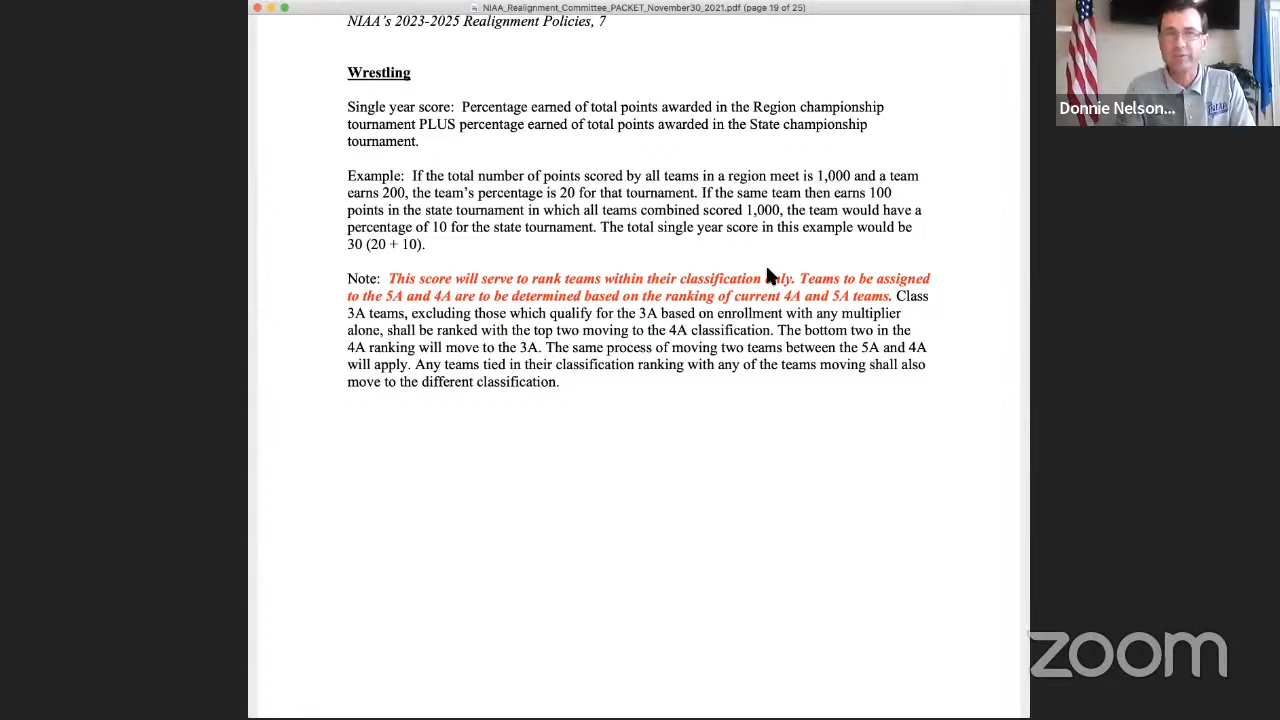 NIAA_Realignment_Committee_PACKET_November30_2021.pdf (page 19 of 25)
NIAA's 2023-2025 Realignment Policies, 7
Wrestling
Single year score: Percentage earned of total points awarded in the Region championship
tournament PLUS percentage earned of total points awarded in the State championship
tournament.
Example: If the total number of points scored by all teams in a region meet is 1,000 and a team
earns 200, the team's percentage is 20 for that tournament. If the same team then earns 100
points in the state tournament in which all teams combined scored 1,000, the team would have a
percentage of 10 for the state tournament. The total single year score in this example would be
30 (20 + 10).
Note: This score will serve to rank teams within their classification only. Teams to be assigned
to the 5A and 4A are to be determined based on the ranking of current 4A and 5A teams. Class
3A teams, excluding those which qualify for the 3A based on enrollment with any multiplier
alone, shall be ranked with the top two moving to the 4A classification. The bottom two in the
4A ranking will move to the 3A. The same process of moving two teams between the 5A and 4A
will apply. Any teams tied in their classification ranking with any of the teams moving shall also
move to the different classification.
Donnie Nelson...
zoom